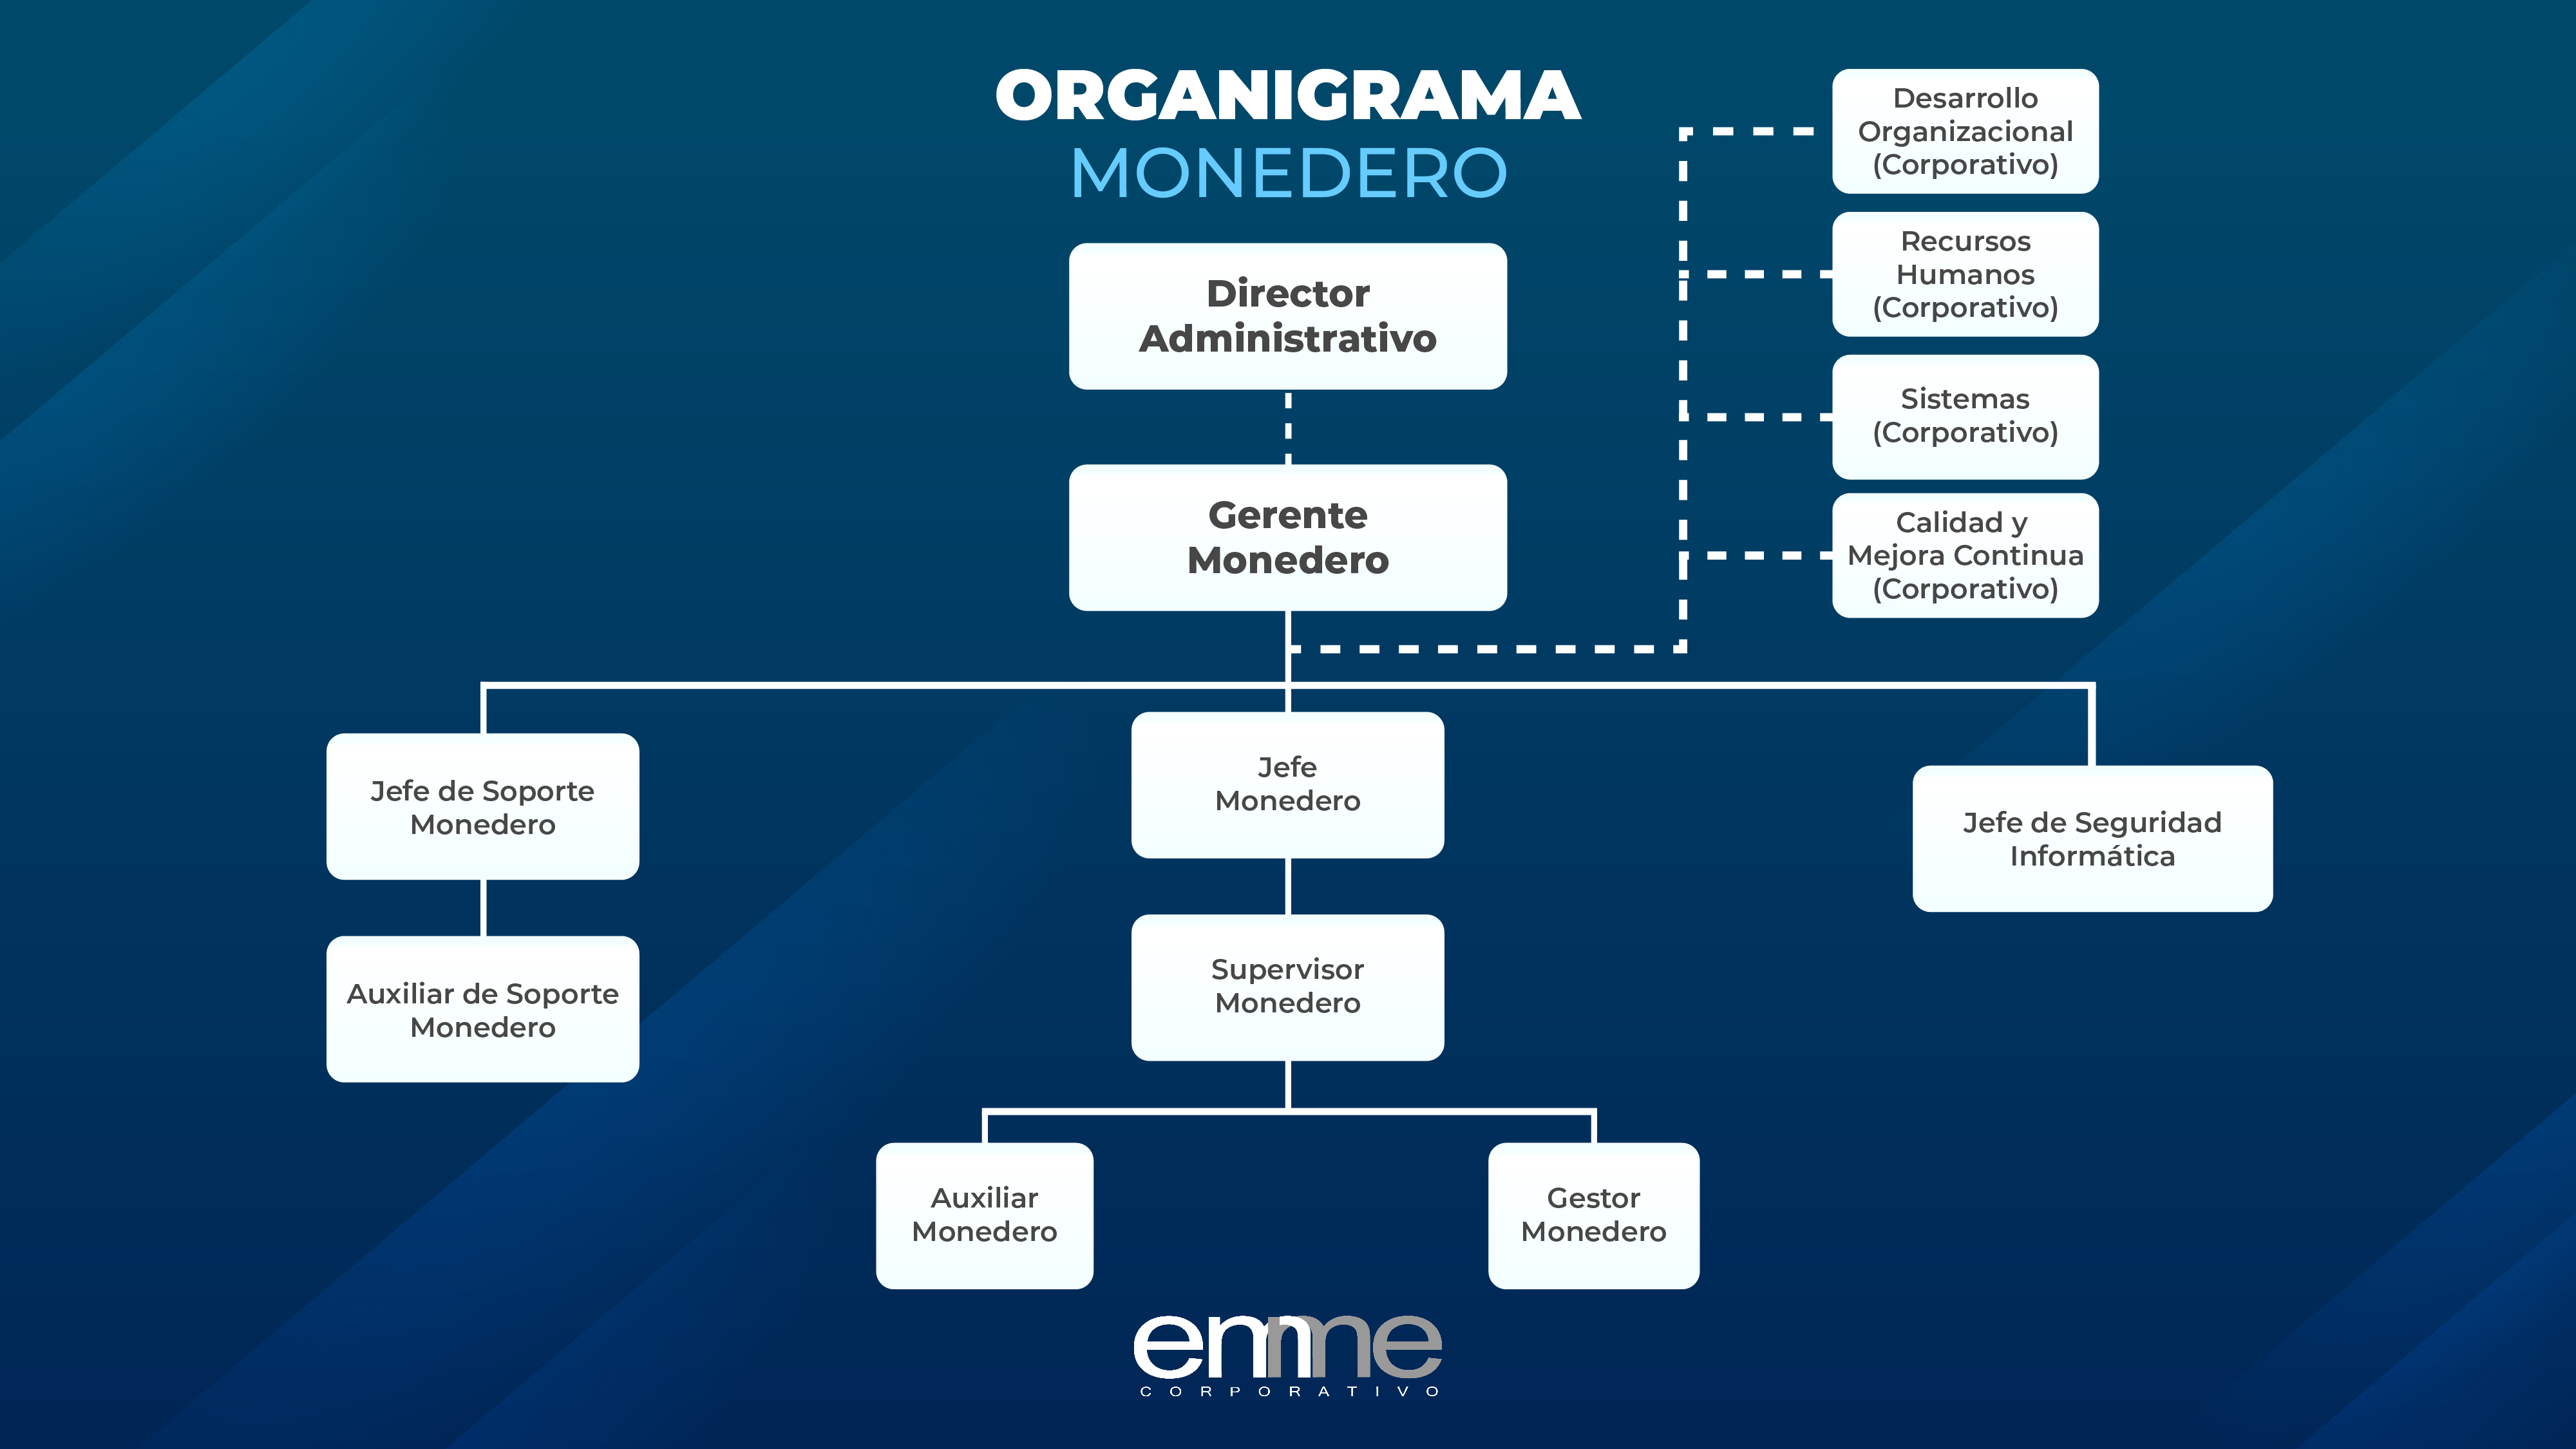 ORGANIGRAMA
MONEDERO
Director
Administrativo
Gerente
Monedero
Desarrollo
Organizacional
(Corporativo)
Recursos
Humanos
(Corporativo)
Sistemas
(Corporativo)
Calidad y
Mejora Continua
(Corporativo)
Jefe de Soporte
Monedero
Jefe
Monedero
Jefe de Seguridad
Informática
Auxiliar de Soporte
Monedero
Supervisor
Monedero
Auxiliar
Monedero
Gestor
Monedero
emme
CORPORATIVO